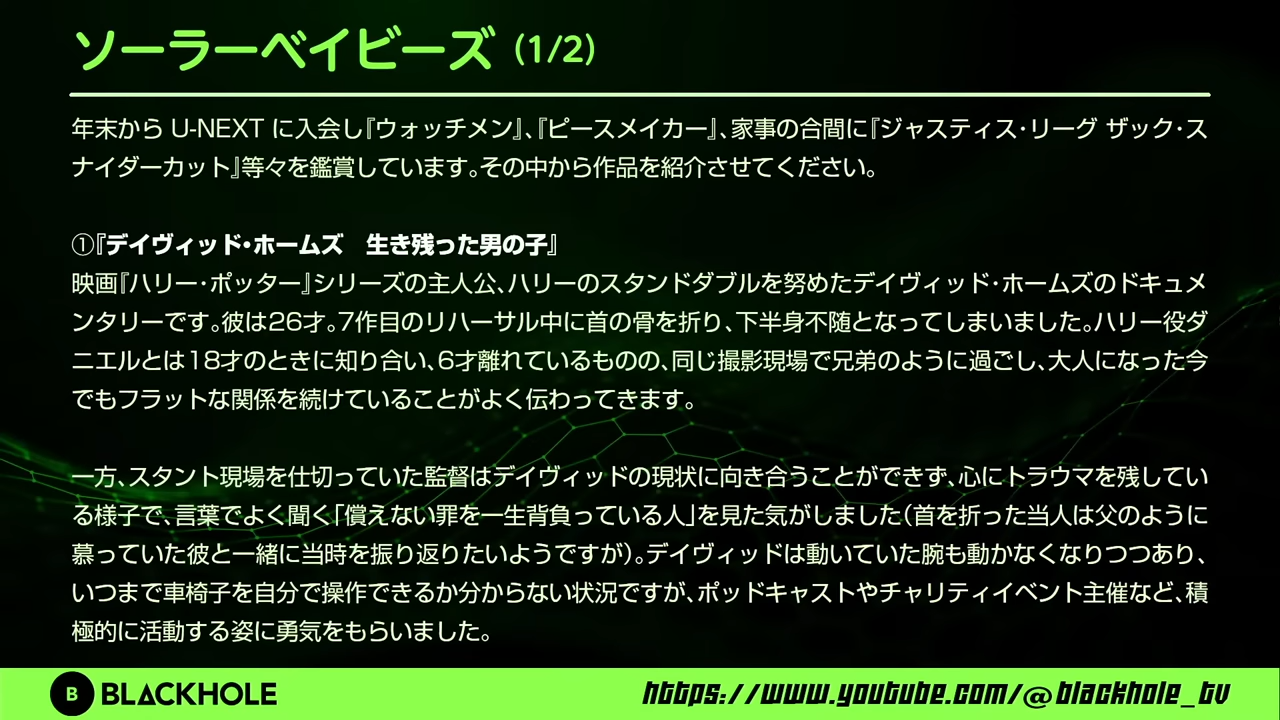 ソーラーベイビーズ (1/2)
年末から U-NEXT に入会し『ウォッチメン』、『ピースメイカー』、家事の合間に『ジャスティス・リーグ ザック・ス
ナイダーカット』等々を鑑賞しています。その中から作品を紹介させてください。
①『デイヴィッド・ホームズ　生き残った男の子』
映画『ハリー・ポッター』シリーズの主人公、ハリーのスタンドダブルを努めたデイヴィッド・ホームズのドキュメ
ンタリーです。彼は26才。7作目のリハーサル中に首の骨を折り、下半身不随となってしまいました。ハリー役ダ
ニエルとは18才のときに知り合い、6才離れているものの、同じ撮影現場で兄弟のように過ごし、大人になった今
でもフラットな関係を続けていることがよく伝わってきます。
一方、スタント現場を仕切っていた監督はデイヴィッドの現状に向き合うことができず、心にトラウマを残してい
る様子で、言葉でよく聞く「償えない罪を一生背負っている人」を見た気がしました（首を折った当人は父のように
慕っていた彼と一緒に当時を振り返りたいようですが）。デイヴィッドは動いていた腕も動かなくなりつつあり、
いつまで車椅子を自分で操作できるか分からない状況ですが、ポッドキャストやチャリティイベント主催など、積
極的に活動する姿に勇気をもらいました。
B BLACKHOLE
https://www.youtube.com/@blackhole_tv